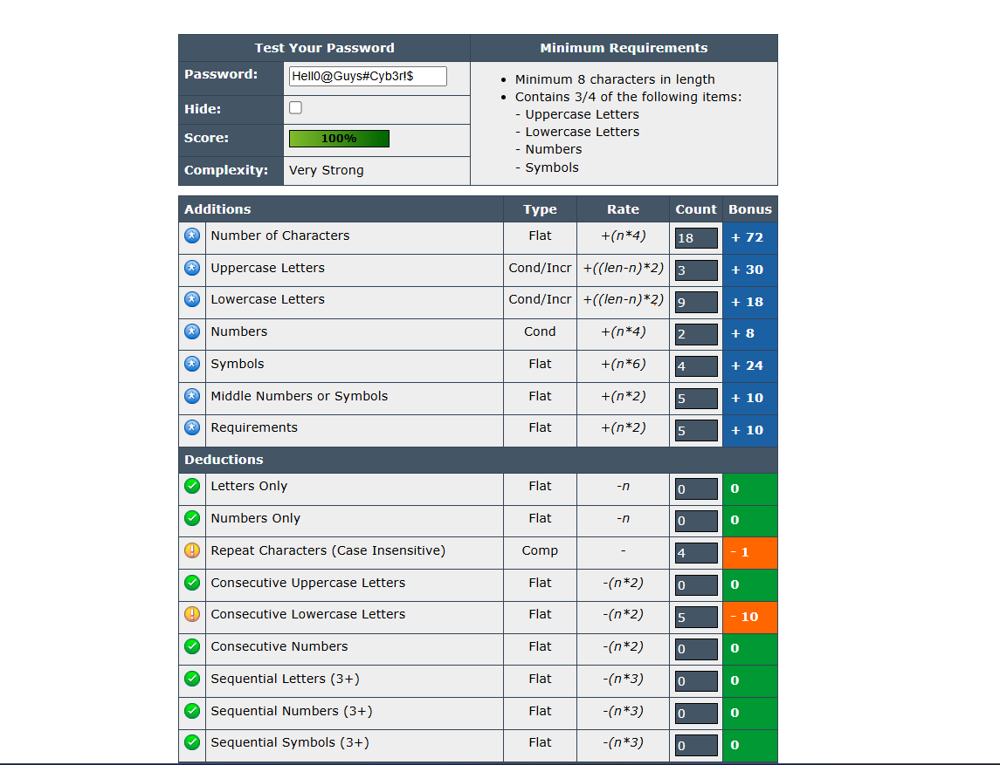 Test Your Password Minimum Requirements
Password: Hell0@Guys#Cyb3r!$
Hide:
Score: 100%
Complexity: Very Strong
• Minimum 8 characters in length
• Contains 3/4 of the following items:
- Uppercase Letters
- Lowercase Letters
- Numbers
- Symbols
Additions Type Rate Count Bonus
Number of Characters Flat +(n*4) 18 + 72
Uppercase Letters Cond/Incr +((len-n)*2) 3 + 30
Lowercase Letters Cond/Incr +((len-n)*2) 9 + 18
Numbers Cond +(n*4) 2 + 8
Symbols Flat +(n*6) 4 + 24
Middle Numbers or Symbols Flat +(n*2) 5 + 10
Requirements Flat +(n*2) 5 + 10
Deductions
Letters Only Flat -n 0 0
Numbers Only Flat -n 0 0
Repeat Characters (Case Insensitive) Comp - 4 - 1
Consecutive Uppercase Letters Flat -(n*2) 0 0
Consecutive Lowercase Letters Flat -(n*2) 5 - 10
Consecutive Numbers Flat -(n*2) 0 0
Sequential Letters (3+) Flat -(n*3) 0 0
Sequential Numbers (3+) Flat -(n*3) 0 0
Sequential Symbols (3+) Flat -(n*3) 0 0